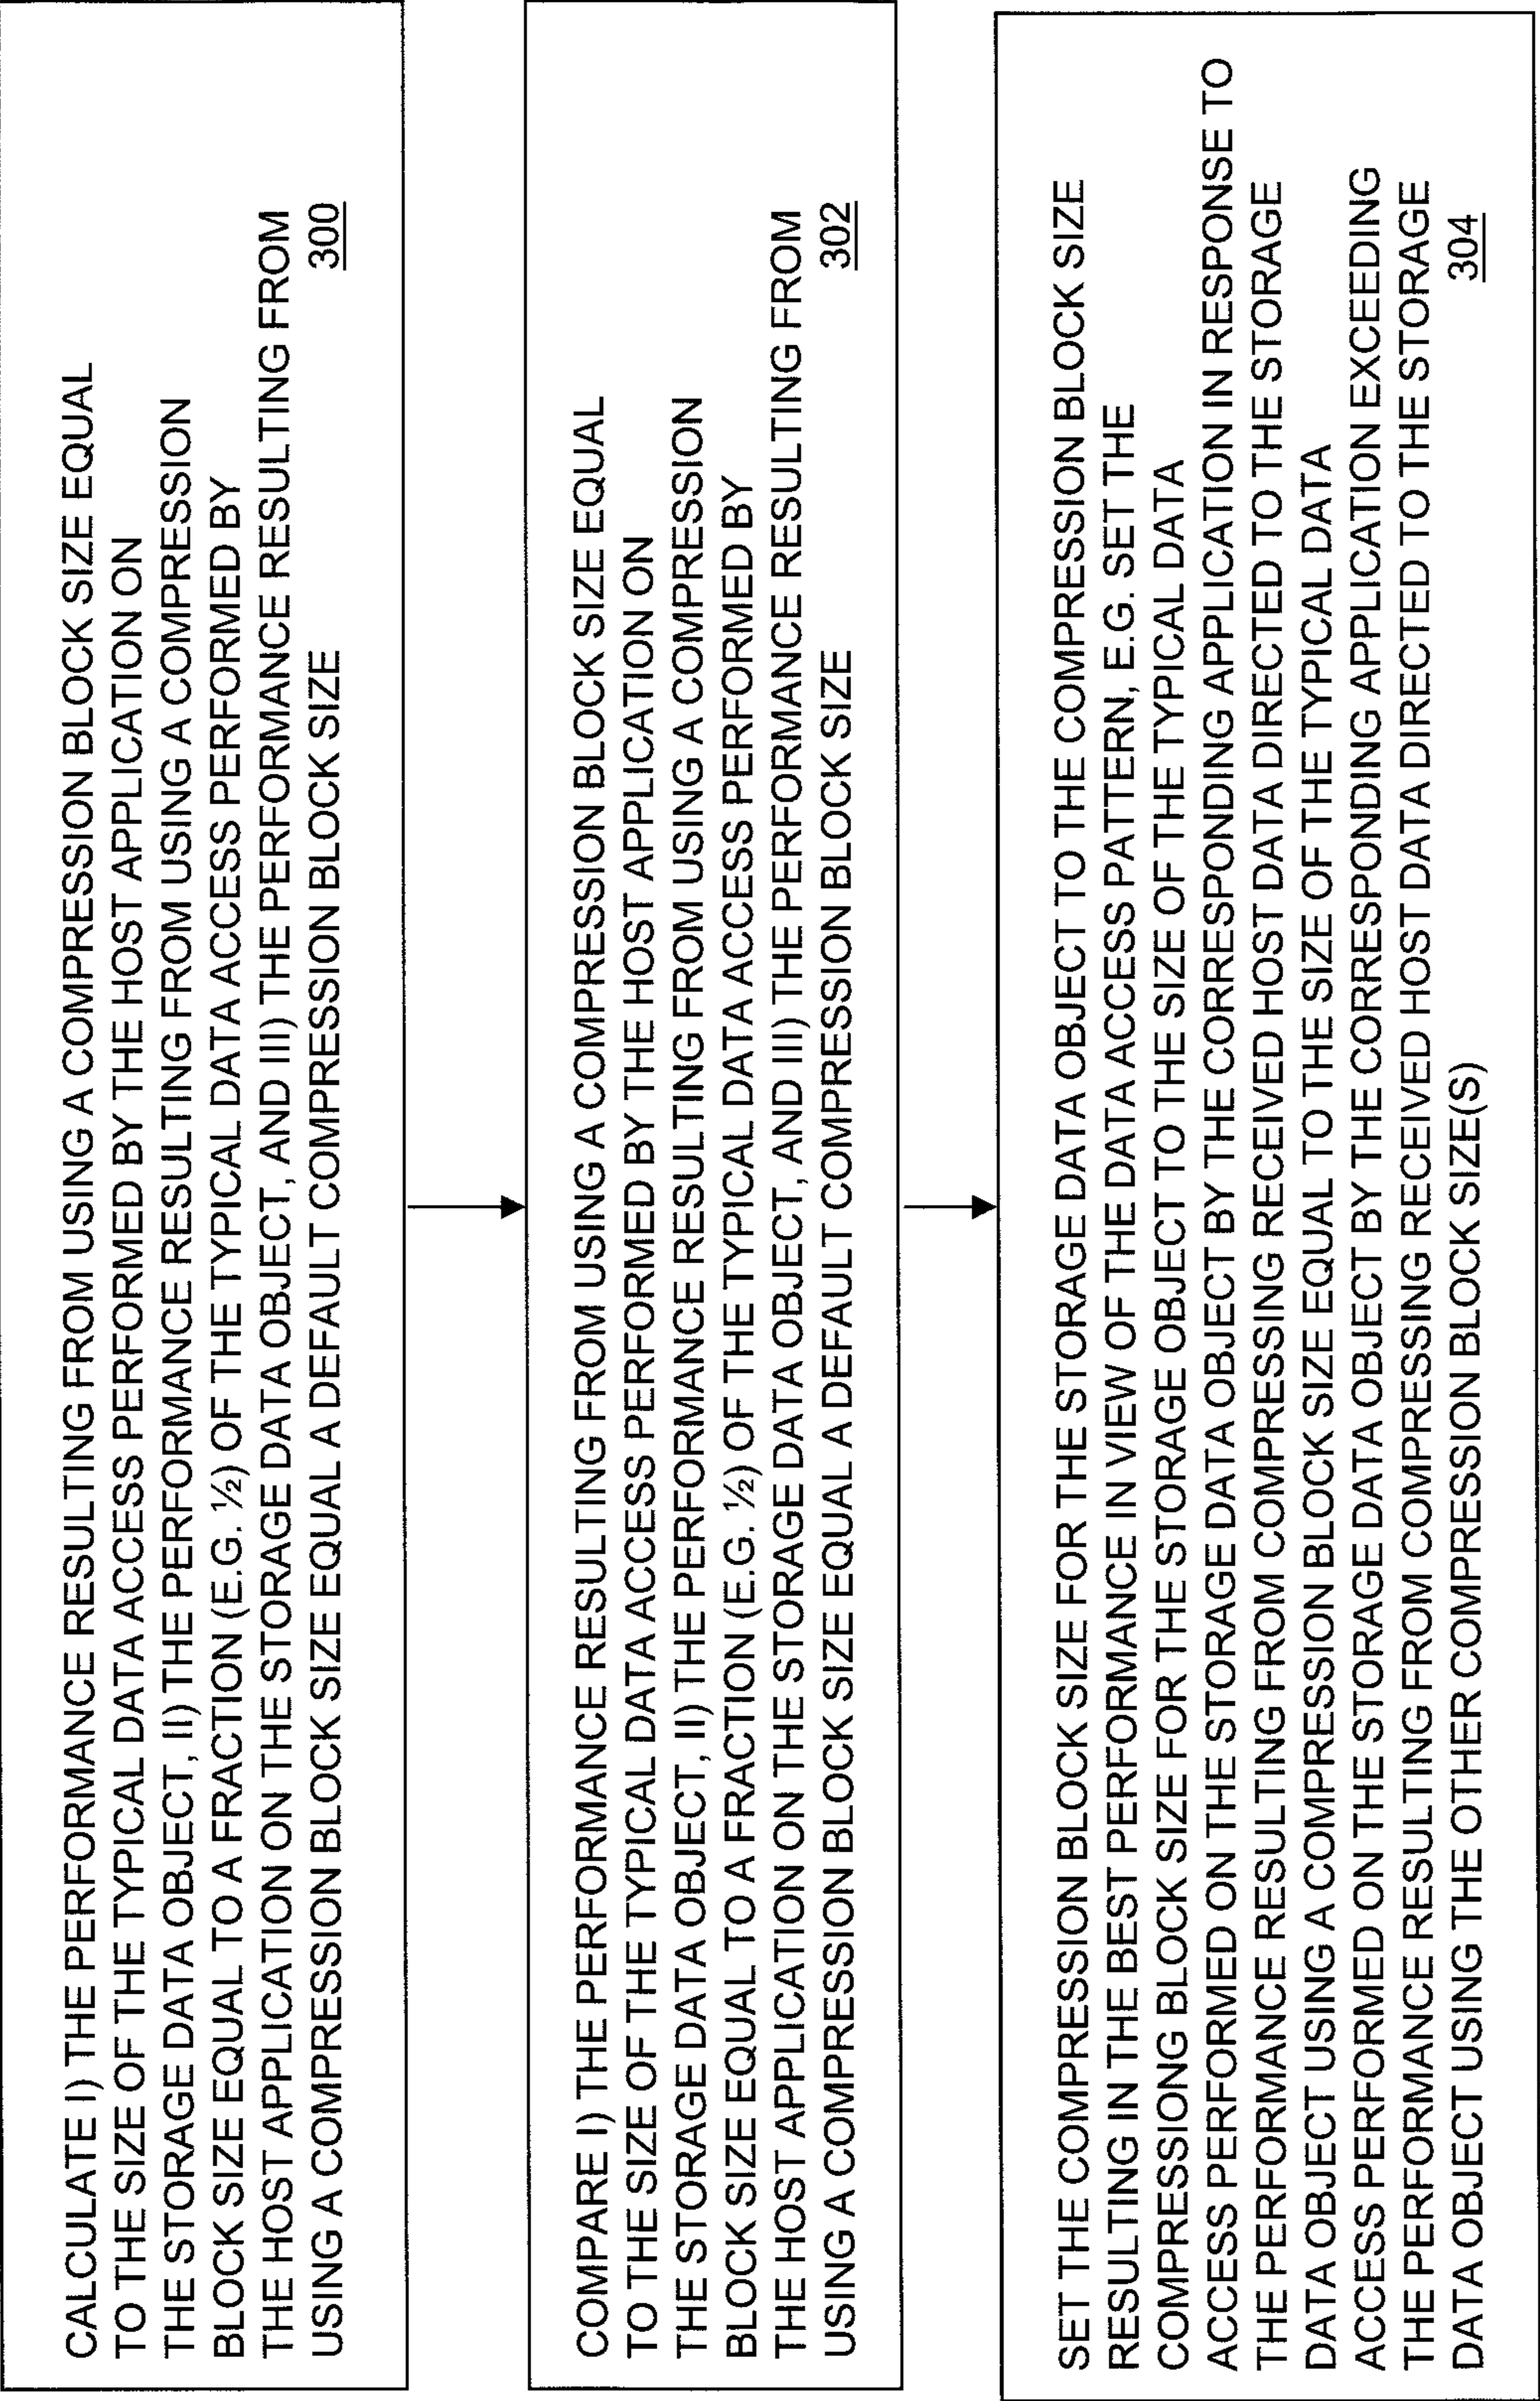 CALCULATE I) THE PERFORMANCE RESULTING FROM USING A COMPRESSION BLOCK SIZE EQUAL
TO THE SIZE OF THE TYPICAL DATA ACCESS PERFORMED BY THE HOST APPLICATION ON
THE STORAGE DATA OBJECT, II) THE PERFORMANCE RESULTING FROM USING A COMPRESSION
BLOCK SIZE EQUAL TO A FRACTION (E.G. ½) OF THE TYPICAL DATA ACCESS PERFORMED BY
THE HOST APPLICATION ON THE STORAGE DATA OBJECT, AND III) THE PERFORMANCE RESULTING FROM
USING A COMPRESSION BLOCK SIZE EQUAL A DEFAULT COMPRESSION BLOCK SIZE
300
COMPARE I) THE PERFORMANCE RESULTING FROM USING A COMPRESSION BLOCK SIZE EQUAL
TO THE SIZE OF THE TYPICAL DATA ACCESS PERFORMED BY THE HOST APPLICATION ON
THE STORAGE DATA OBJECT, II) THE PERFORMANCE RESULTING FROM USING A COMPRESSION
BLOCK SIZE EQUAL TO A FRACTION (E.G. ½) OF THE TYPICAL DATA ACCESS PERFORMED BY
THE HOST APPLICATION ON THE STORAGE DATA OBJECT, AND III) THE PERFORMANCE RESULTING FROM
USING A COMPRESSION BLOCK SIZE EQUAL A DEFAULT COMPRESSION BLOCK SIZE
302
SET THE COMPRESSION BLOCK SIZE FOR THE STORAGE DATA OBJECT TO THE COMPRESSION BLOCK SIZE
RESULTING IN THE BEST PERFORMANCE IN VIEW OF THE DATA ACCESS PATTERN, E.G. SET THE
COMPRESSIONG BLOCK SIZE FOR THE STORAGE OBJECT TO THE SIZE OF THE TYPICAL DATA
ACCESS PERFORMED ON THE STORAGE DATA OBJECT BY THE CORRESPONDING APPLICATION IN RESPONSE TO
THE PERFORMANCE RESULTING FROM COMPRESSING RECEIVED HOST DATA DIRECTED TO THE STORAGE
DATA OBJECT USING A COMPRESSION BLOCK SIZE EQUAL TO THE SIZE OF THE TYPICAL DATA
ACCESS PERFORMED ON THE STORAGE DATA OBJECT BY THE CORRESPONDING APPLICATION EXCEEDING
THE PERFORMANCE RESULTING FROM COMPRESSING RECEIVED HOST DATA DIRECTED TO THE STORAGE
DATA OBJECT USING THE OTHER COMPRESSION BLOCK SIZE(S)
304